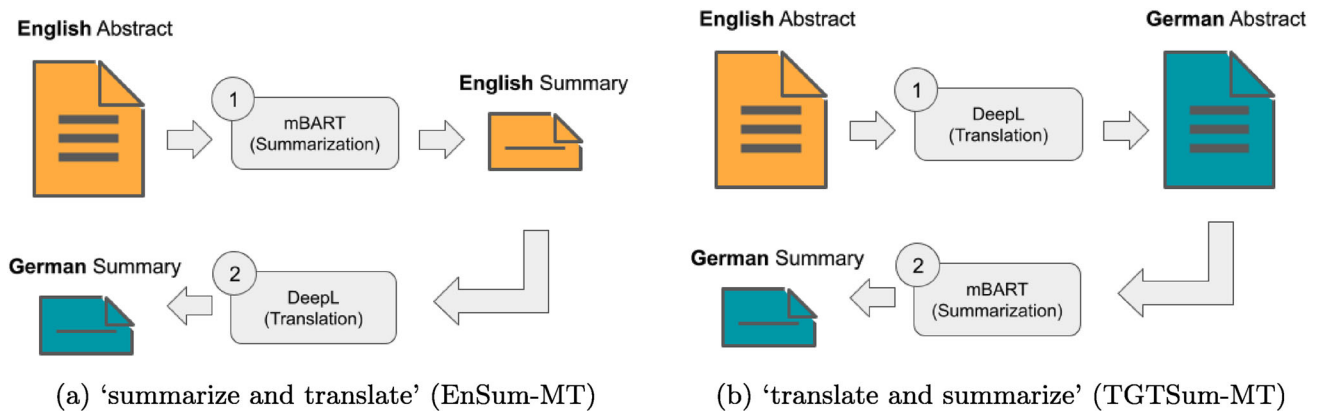 English Abstract
1
mBART
(Summarization)
English Summary
German Summary
2
DeepL
(Translation)
(a) ‘summarize and translate’ (EnSum-MT)
English Abstract
1
DeepL
(Translation)
German Abstract
German Summary
2
mBART
(Summarization)
(b) ‘translate and summarize’ (TGTSum-MT)